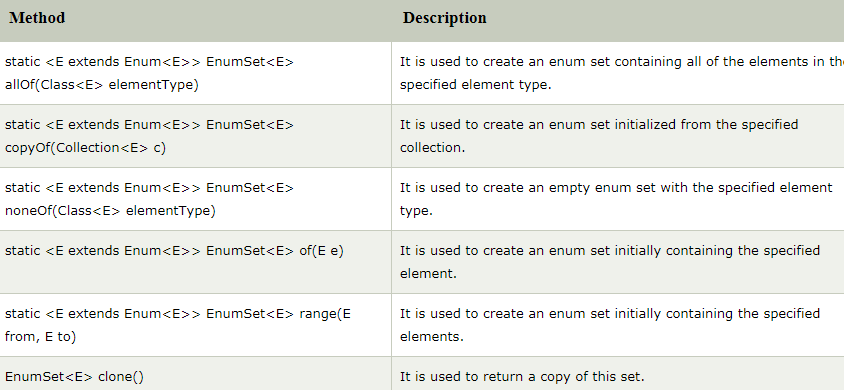 Method Description
static <E extends Enum<E>> EnumSet<E>
allOf(Class<E> elementType)
It is used to create an enum set containing all of the elements in
specified element type.
static <E extends Enum<E>> EnumSet<E>
copyOf(Collection<E> c)
It is used to create an enum set initialized from the specified
collection.
static <E extends Enum<E>> EnumSet<E>
noneOf(Class<E> elementType)
It is used to create an empty enum set with the specified element
type.
static <E extends Enum<E>> EnumSet<E> of(E e)
It is used to create an enum set initially containing the specified
element.
static <E extends Enum<E>> EnumSet<E> range(E
from, E to)
It is used to create an enum set initially containing the specified
elements.
EnumSet<E> clone()
It is used to return a copy of this set.